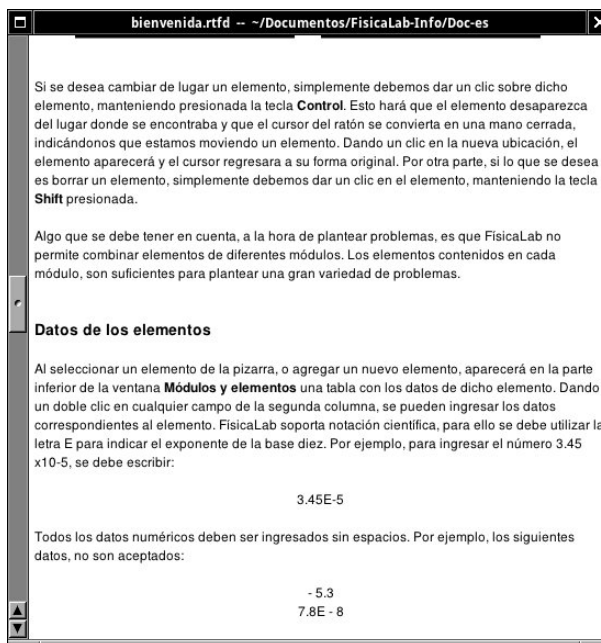 bienvenida.rtfd -- ~/Documentos/FisicaLab-Info/Doc-es
Si se desea cambiar de lugar un elemento, simplemente debemos dar un clic sobre dicho
elemento, manteniendo presionada la tecla Control. Esto hará que el elemento desaparezca
del lugar donde se encontraba y que el cursor del ratón se convierta en una mano cerrada,
indicándonos que estamos moviendo un elemento. Dando un clic en la nueva ubicación, el
elemento aparecerá y el cursor regresara a su forma original. Por otra parte, si lo que se desea
es borrar un elemento, simplemente debemos dar un clic en el elemento, manteniendo la tecla
Shift presionada.
Algo que se debe tener en cuenta, a la hora de plantear problemas, es que FísicaLab no
permite combinar elementos de diferentes módulos. Los elementos contenidos en cada
módulo, son suficientes para plantear una gran variedad de problemas.
Datos de los elementos
Al seleccionar un elemento de la pizarra, o agregar un nuevo elemento, aparecerá en la parte
inferior de la ventana Módulos y elementos una tabla con los datos de dicho elemento. Dando
un doble clic en cualquier campo de la segunda columna, se pueden ingresar los datos
correspondientes al elemento. FísicaLab soporta notación científica, para ello se debe utilizar la
letra E para indicar el exponente de la base diez. Por ejemplo, para ingresar el número 3.45
x10-5, se debe escribir:
3.45E-5
Todos los datos numéricos deben ser ingresados sin espacios. Por ejemplo, los siguientes
datos, no son aceptados:
- 5.3
7.8E - 8